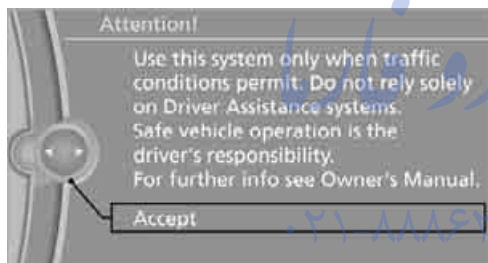 Attention!
Use this system only when traffic
conditions permit. Do not rely solely
on Driver Assistance systems.
Safe vehicle operation is the
driver's responsibility.
For further info see Owner's Manual.
Accept